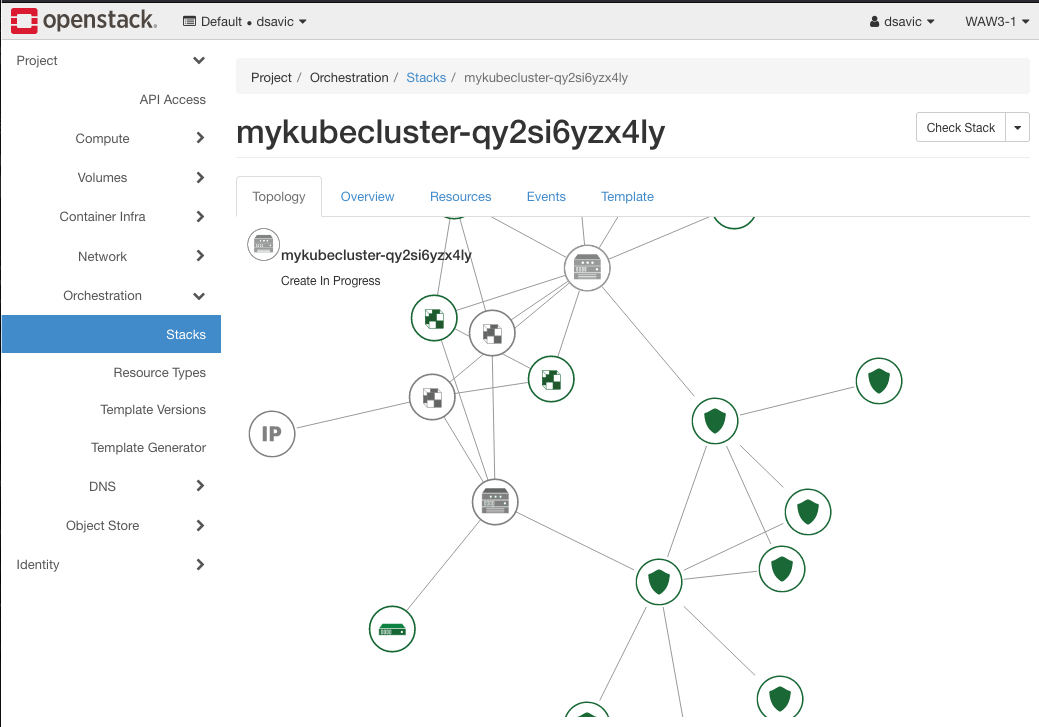 openstack.
Default • dsavic
dsavic
WAW3-1
Project
API Access
Compute
Volumes
Container Infra
Network
Orchestration
Stacks
Resource Types
Template Versions
Template Generator
DNS
Object Store
Identity
Project / Orchestration / Stacks / mykubecluster-qy2si6yzx4ly
mykubecluster-qy2si6yzx4ly
Check Stack
Topology
Overview
Resources
Events
Template
mykubecluster-qy2si6yzx4ly
Create In Progress
IP